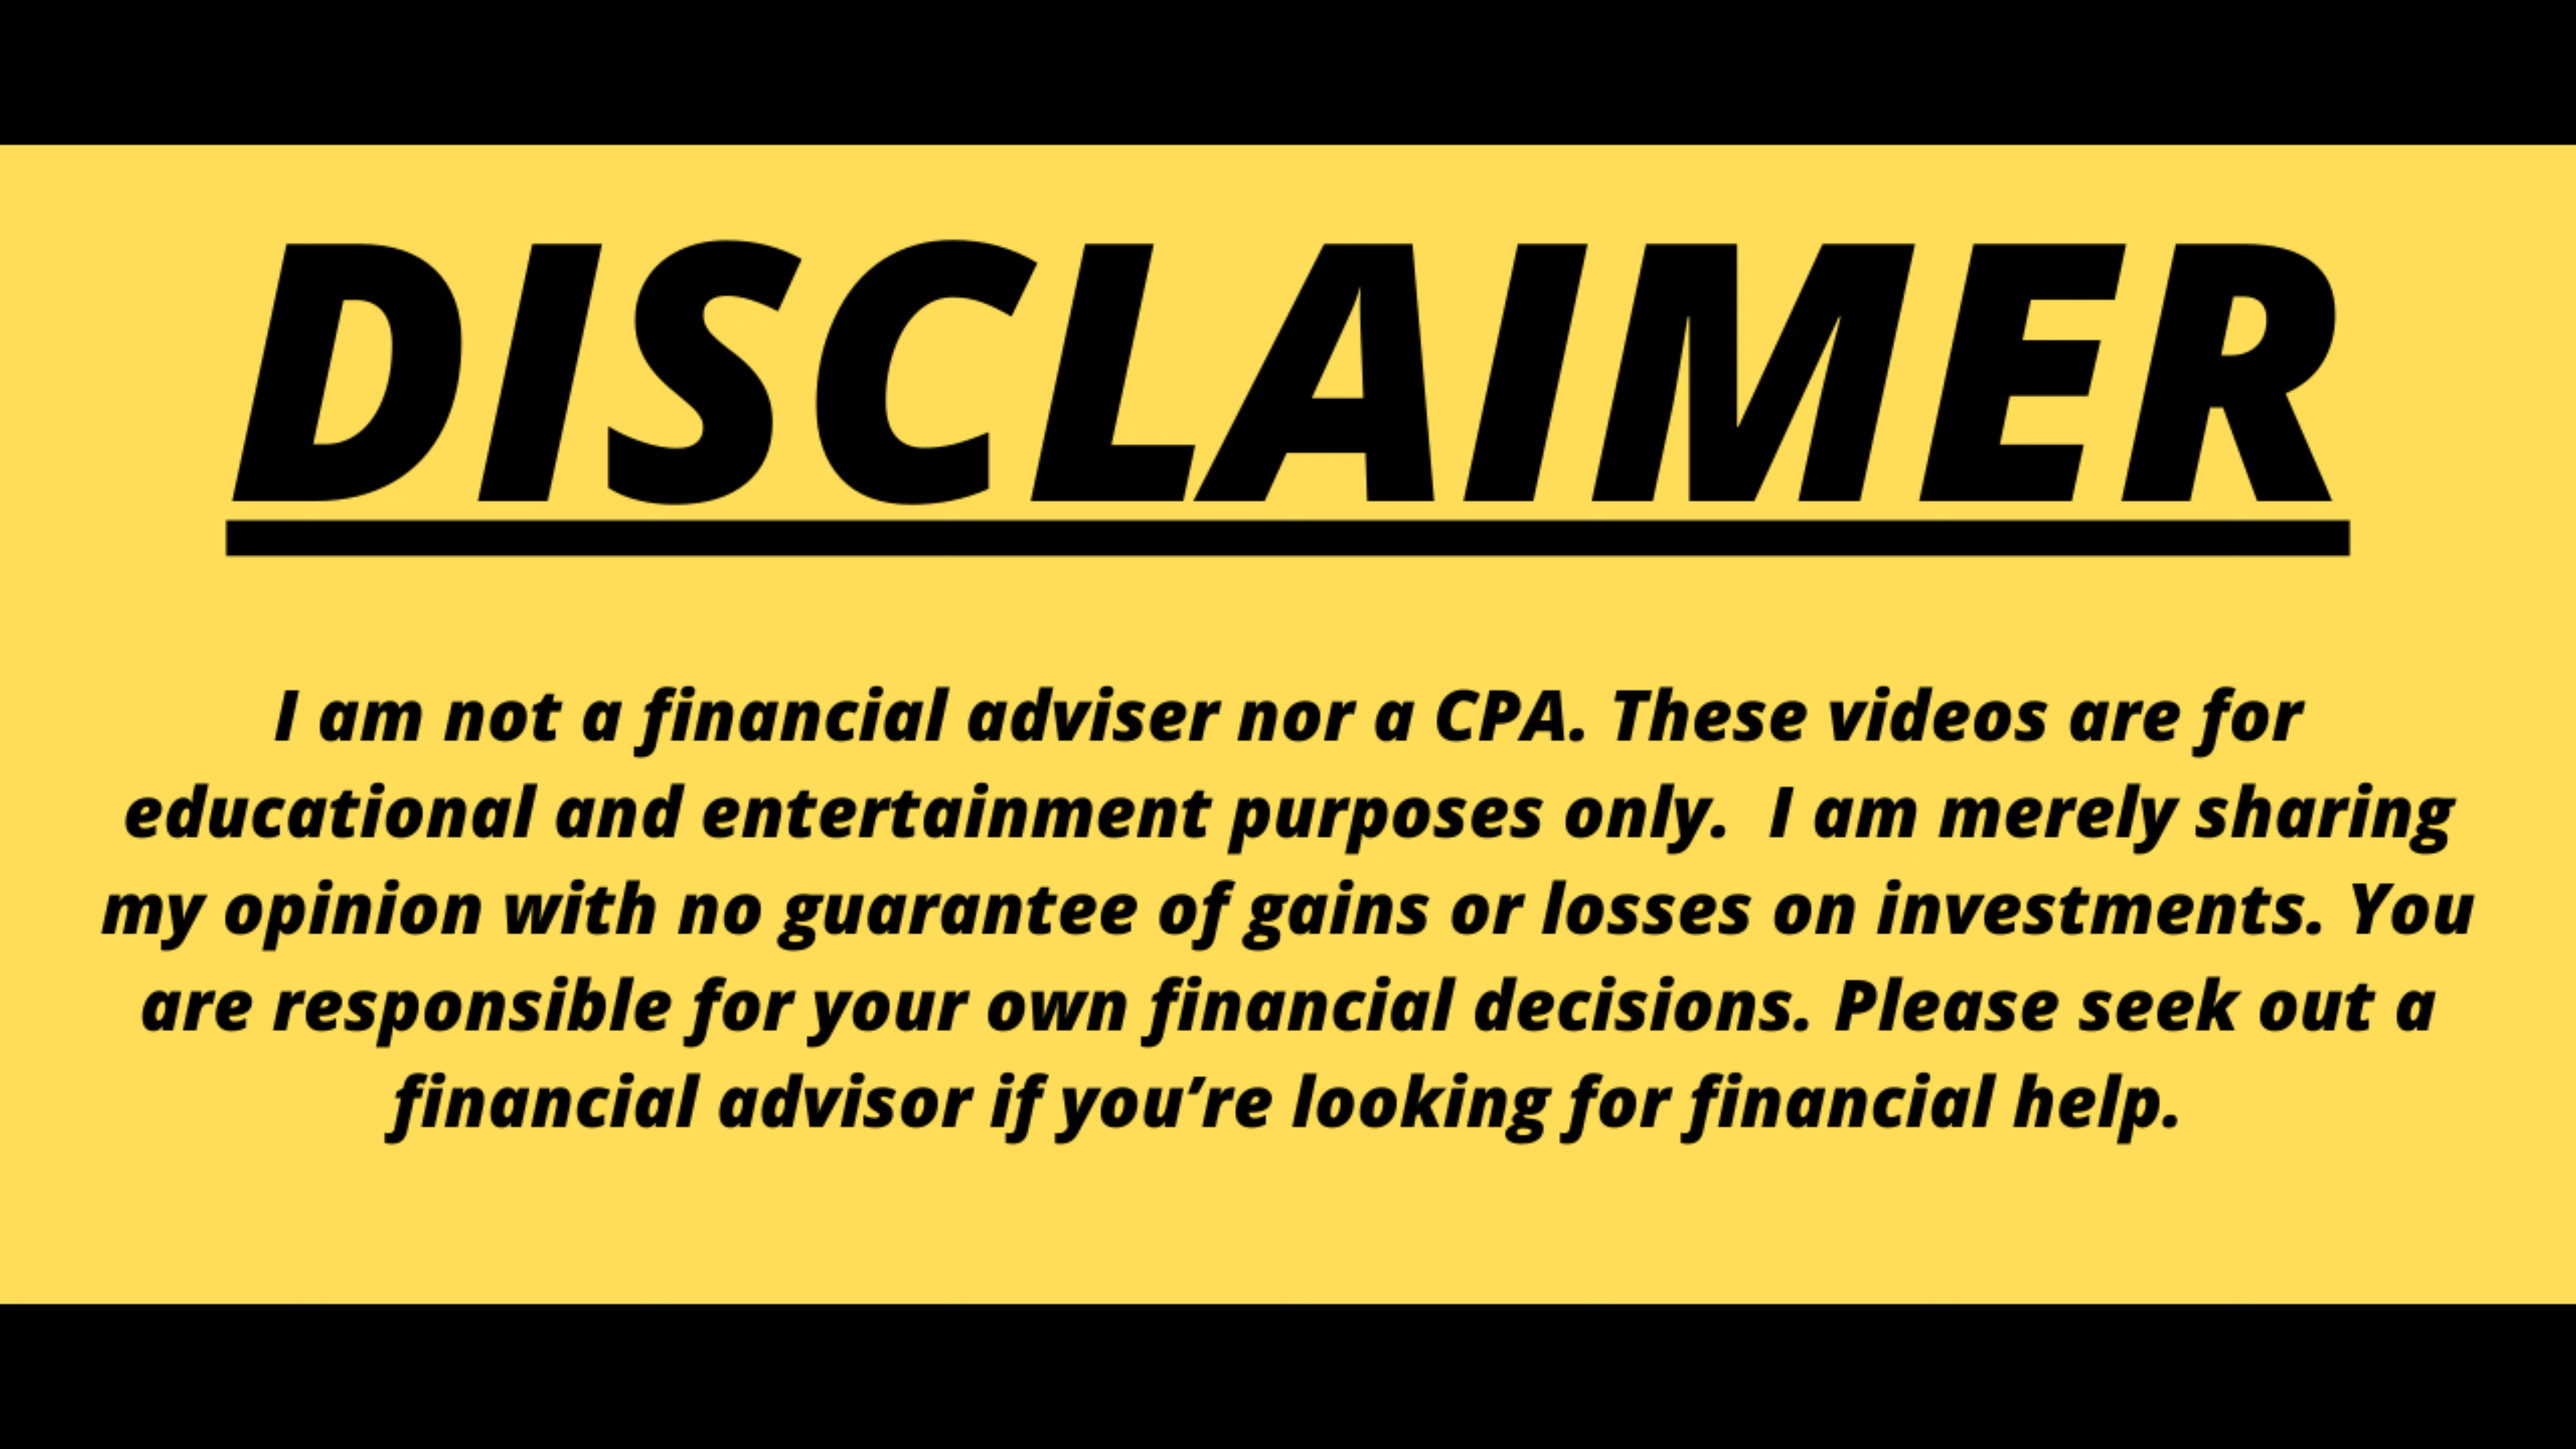 DISCLAIMER
I am not a financial adviser nor a CPA. These videos are for
educational and entertainment purposes only.  I am merely sharing
my opinion with no guarantee of gains or losses on investments. You
are responsible for your own financial decisions. Please seek out a
financial advisor if you’re looking for financial help.